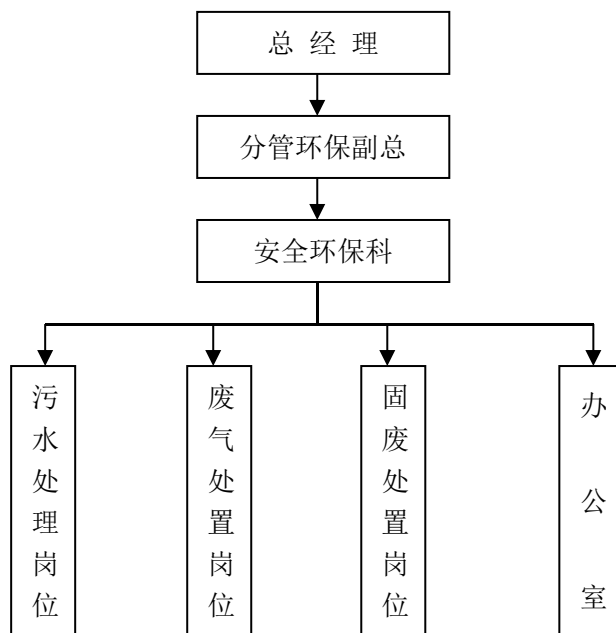 总 经 理
分管环保副总
安全环保科
污水处理岗位
废气处置岗位
固废处置岗位
办公室